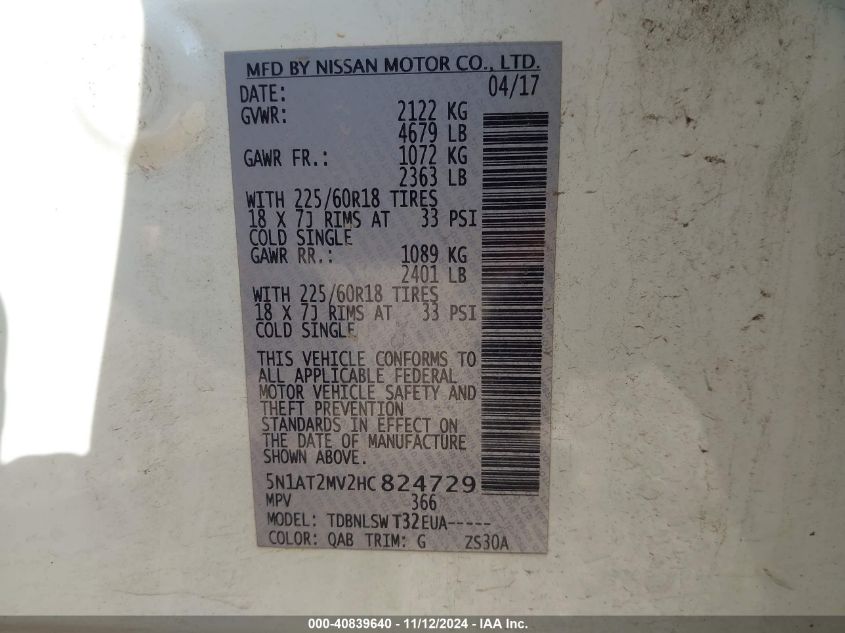 MFD BY NISSAN MOTOR CO., LTD.
DATE: 04/17
GVWR: 2122 KG
4679 LB
GAWR FR.: 1072 KG
2363 LB
WITH 225/60R18 TIRES
18 X 7J RIMS AT 33 PSI
COLD SINGLE
GAWR RR.: 1089 KG
2401 LB
WITH 225/60R18 TIRES
18 X 7J RIMS AT 33 PSI
COLD SINGLE
THIS VEHICLE CONFORMS TO
ALL APPLICABLE FEDERAL
MOTOR VEHICLE SAFETY AND
THEFT PREVENTION
STANDARDS IN EFFECT ON
THE DATE OF MANUFACTURE
SHOWN ABOVE.
5N1AT2MV2HC824729
MPV 366
MODEL: TDBNLSWT32EUA-----
COLOR: QAB TRIM: G ZS30A
000-40839640 - 11/12/2024 - IAA Inc.